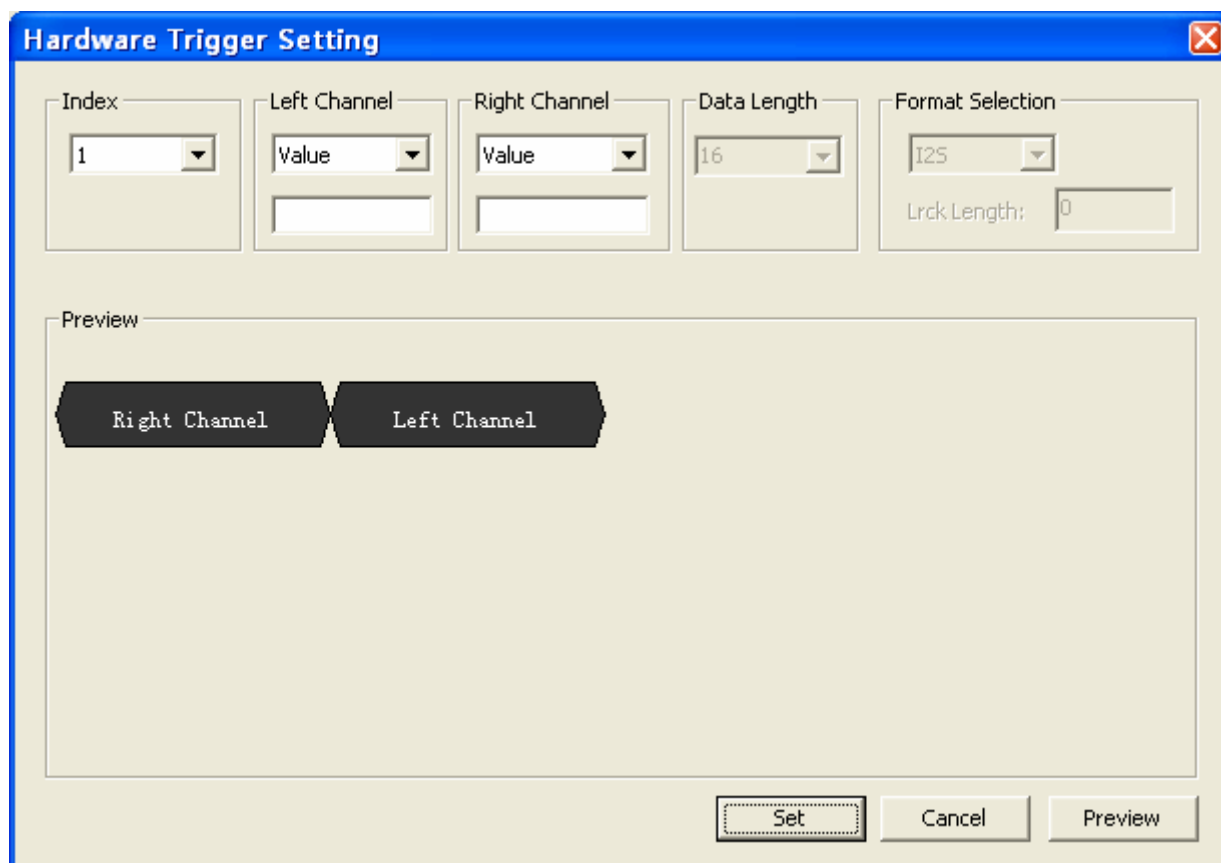 Hardware Trigger Setting
Index
Left Channel
Right Channel
Data Length
Format Selection
1
Value
Value
16
I2S
Lrck Length:
0
Preview
Right Channel
Left Channel
Set
Cancel
Preview